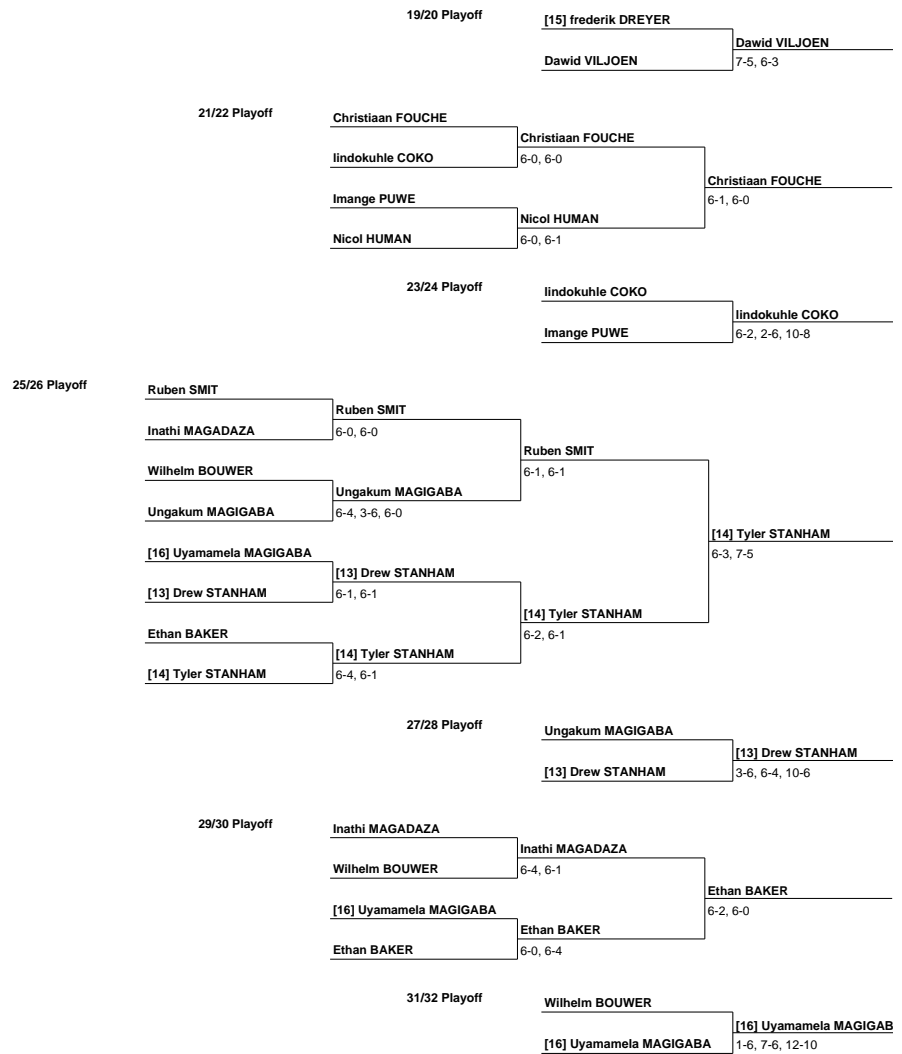 19/20 Playoff
[15] frederik DREYER
Dawid VILJOEN
Dawid VILJOEN
7-5, 6-3
21/22 Playoff
Christiaan FOUCHE
Christiaan FOUCHE
lindokuhle COKO
6-0, 6-0
Christiaan FOUCHE
Imange PUWE
6-1, 6-0
Nicol HUMAN
Nicol HUMAN
6-0, 6-1
23/24 Playoff
lindokuhle COKO
lindokuhle COKO
Imange PUWE
6-2, 2-6, 10-8
25/26 Playoff
Ruben SMIT
Ruben SMIT
Inathi MAGADAZA
6-0, 6-0
Ruben SMIT
Wilhelm BOUWER
6-1, 6-1
Ungakum MAGIGABA
Ungakum MAGIGABA
6-4, 3-6, 6-0
[14] Tyler STANHAM
[16] Uyamamela MAGIGABA
6-3, 7-5
[13] Drew STANHAM
[13] Drew STANHAM
6-1, 6-1
[14] Tyler STANHAM
Ethan BAKER
6-2, 6-1
[14] Tyler STANHAM
[14] Tyler STANHAM
6-4, 6-1
27/28 Playoff
Ungakum MAGIGABA
[13] Drew STANHAM
[13] Drew STANHAM
3-6, 6-4, 10-6
29/30 Playoff
Inathi MAGADAZA
Inathi MAGADAZA
Wilhelm BOUWER
6-4, 6-1
Ethan BAKER
[16] Uyamamela MAGIGABA
6-2, 6-0
Ethan BAKER
Ethan BAKER
6-0, 6-4
31/32 Playoff
Wilhelm BOUWER
[16] Uyamamela MAGIGAB
[16] Uyamamela MAGIGABA
1-6, 7-6, 12-10